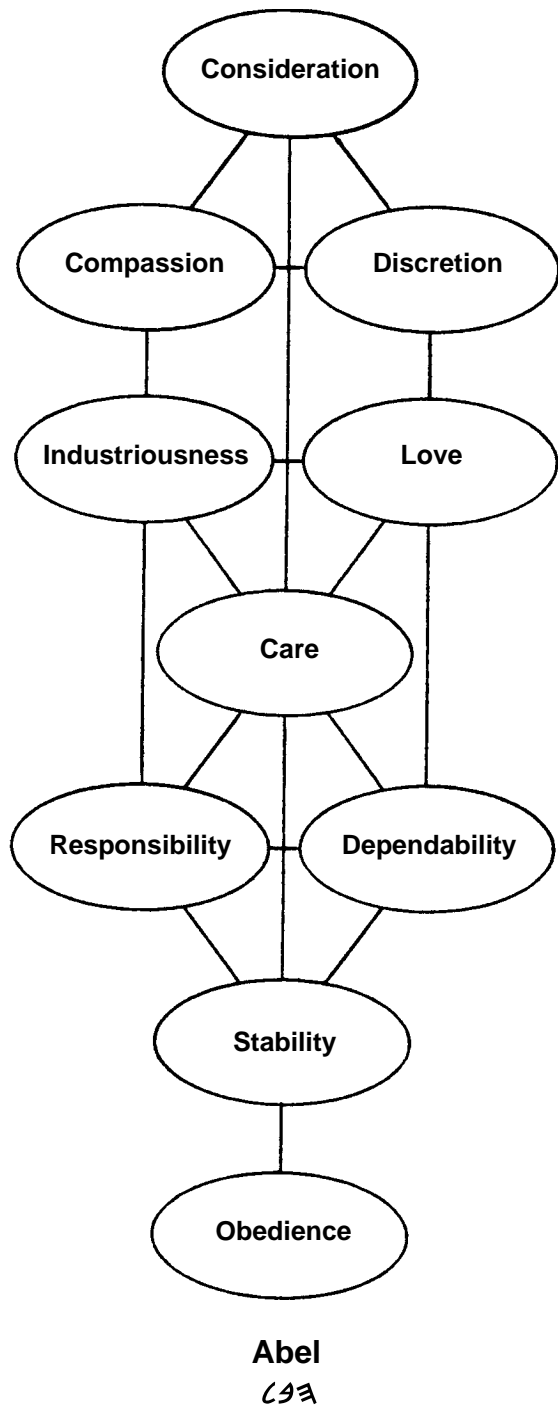 Consideration
Compassion
Discretion
Industriousness
Love
Care
Responsibility
Dependability
Stability
Obedience
Abel
𐤄𐤁𐤋